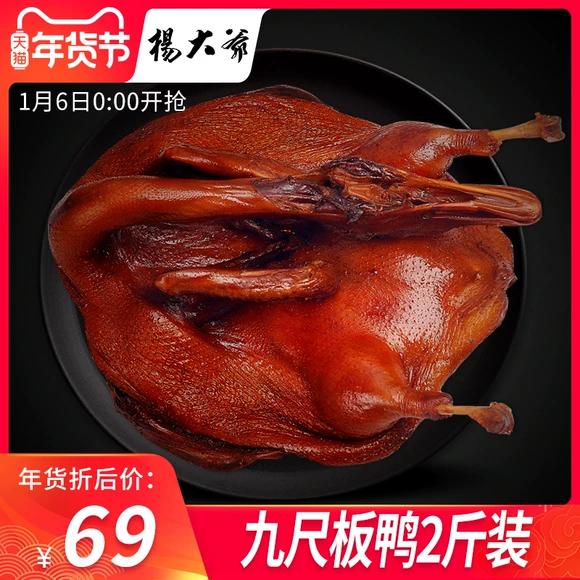 天猫 年货节 楊大爷
1月6日0:00开抢
年货折后价:
¥69
九尺板鸭2斤装